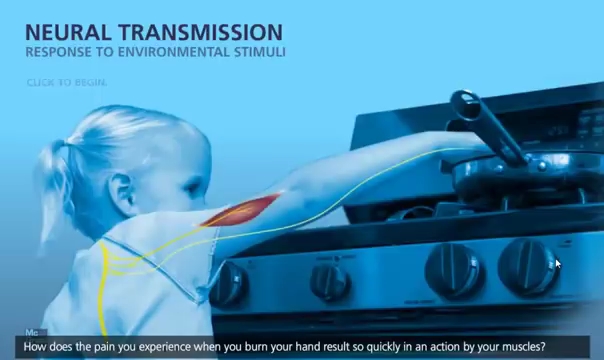 NEURAL TRANSMISSION
RESPONSE TO ENVIRONMENTAL STIMULI
CLICK TO BEGIN.
How does the pain you experience when you burn your hand result so quickly in an action by your muscles?